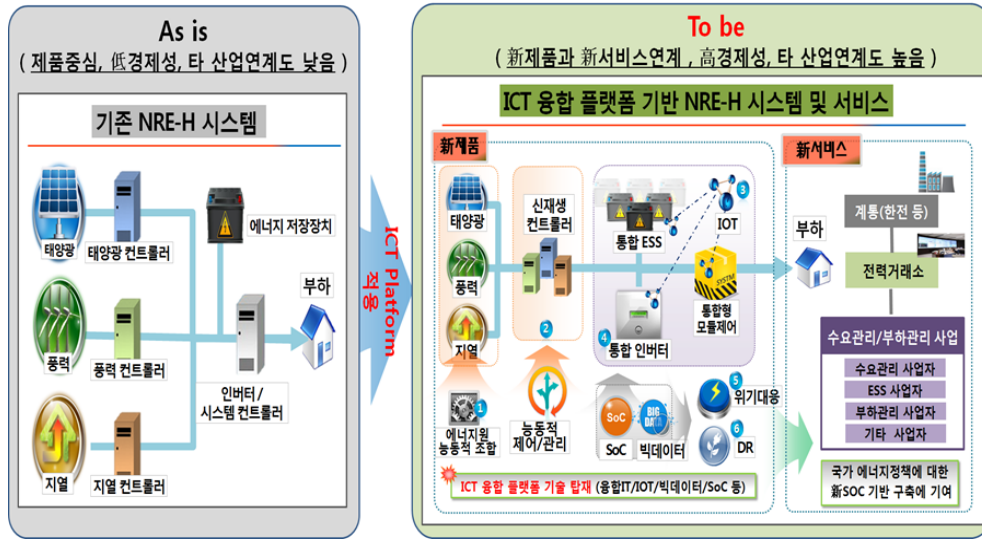 As is
( 제품중심, 低경제성, 타 산업연계도 낮음 )
기존 NRE-H 시스템
태양광
태양광 컨트롤러
에너지 저장장치
풍력
풍력 컨트롤러
인버터 /
시스템 컨트롤러
부하
지열
지열 컨트롤러
ICT Platform
적용
To be
( 新제품과 新서비스연계 , 高경제성, 타 산업연계도 높음 )
ICT 융합 플랫폼 기반 NRE-H 시스템 및 서비스
新제품
태양광
풍력
지열
1
에너지원
능동적 조합
신재생
컨트롤러
2
능동적
제어/관리
통합 ESS
3
IOT
4
통합 인버터
SYSTM
통합형
모듈제어
SoC
SoC
BIG
DATA
빅데이터
5
위기대응
6
DR
ICT 융합 플랫폼 기술 탑재 (융합IT/IOT/빅데이터/SoC 등)
부하
新서비스
계통(한전 등)
전력거래소
수요관리/부하관리 사업
수요관리 사업자
ESS 사업자
부하관리 사업자
기타 사업자
국가 에너지정책에 대한
新SOC 기반 구축에 기여